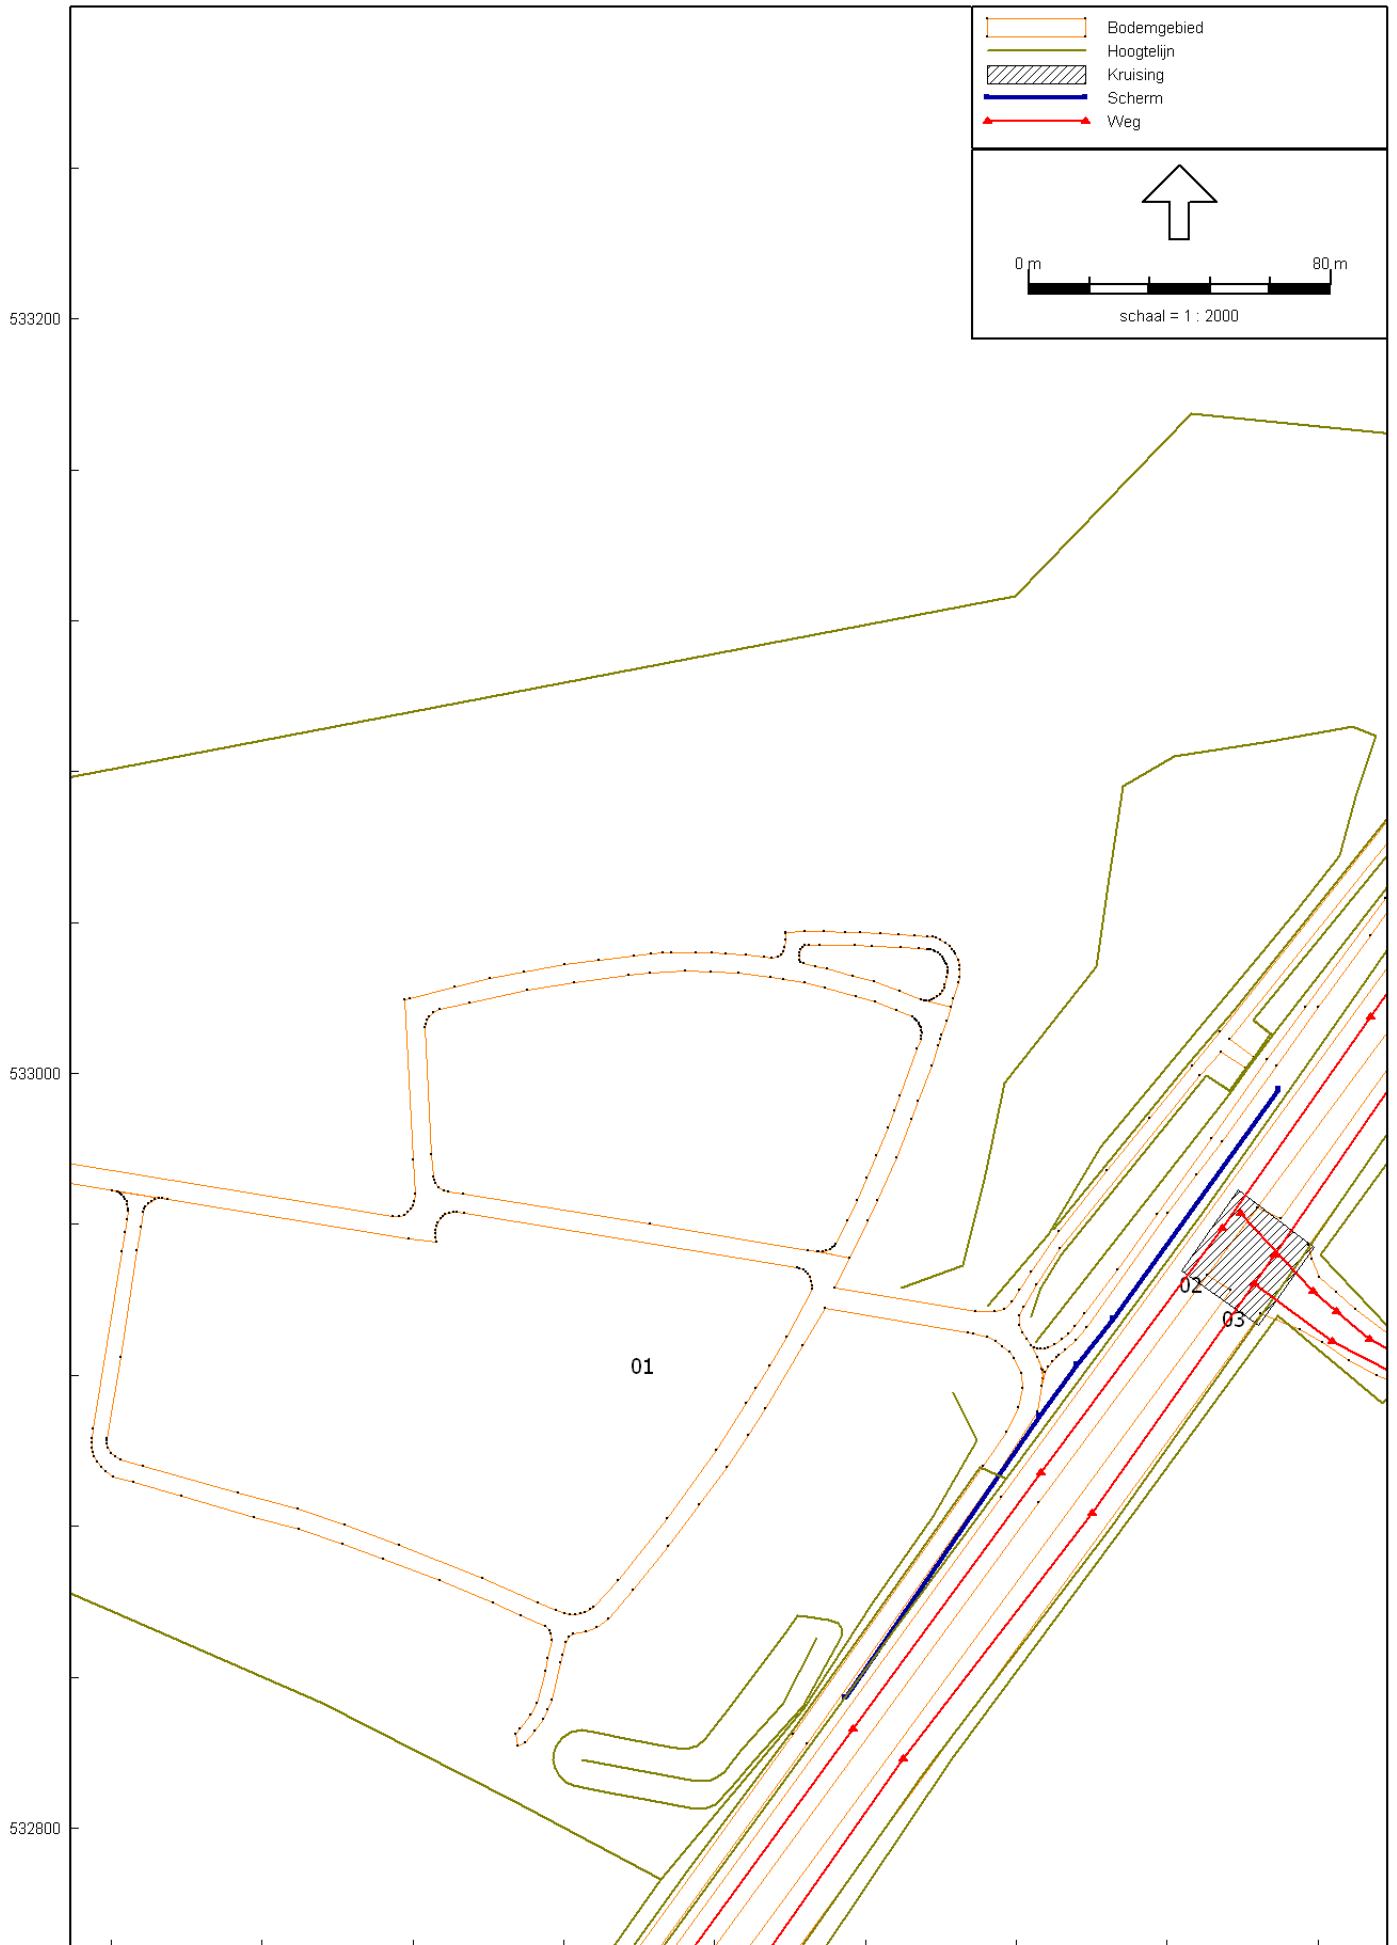 Bodemgebied
Hoogtelijn
Kruising
Scherm
Weg
0 m 80 m
schaal = 1 : 2000
533200
533000
02
03
01
532800